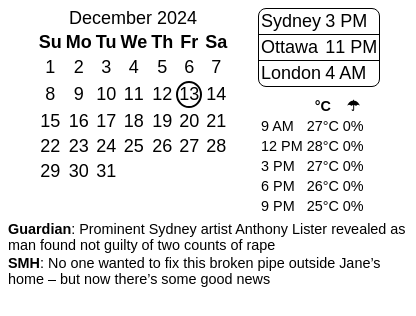 December 2024
Su Mo Tu We Th Fr Sa
1 2 3 4 5 6 7
8 9 10 11 12 13 14
15 16 17 18 19 20 21
22 23 24 25 26 27 28
29 30 31
Sydney 3 PM
Ottawa 11 PM
London 4 AM
°C ☂
9 AM 27°C 0%
12 PM 28°C 0%
3 PM 27°C 0%
6 PM 26°C 0%
9 PM 25°C 0%
Guardian: Prominent Sydney artist Anthony Lister revealed as
man found not guilty of two counts of rape
SMH: No one wanted to fix this broken pipe outside Jane’s
home – but now there’s some good news